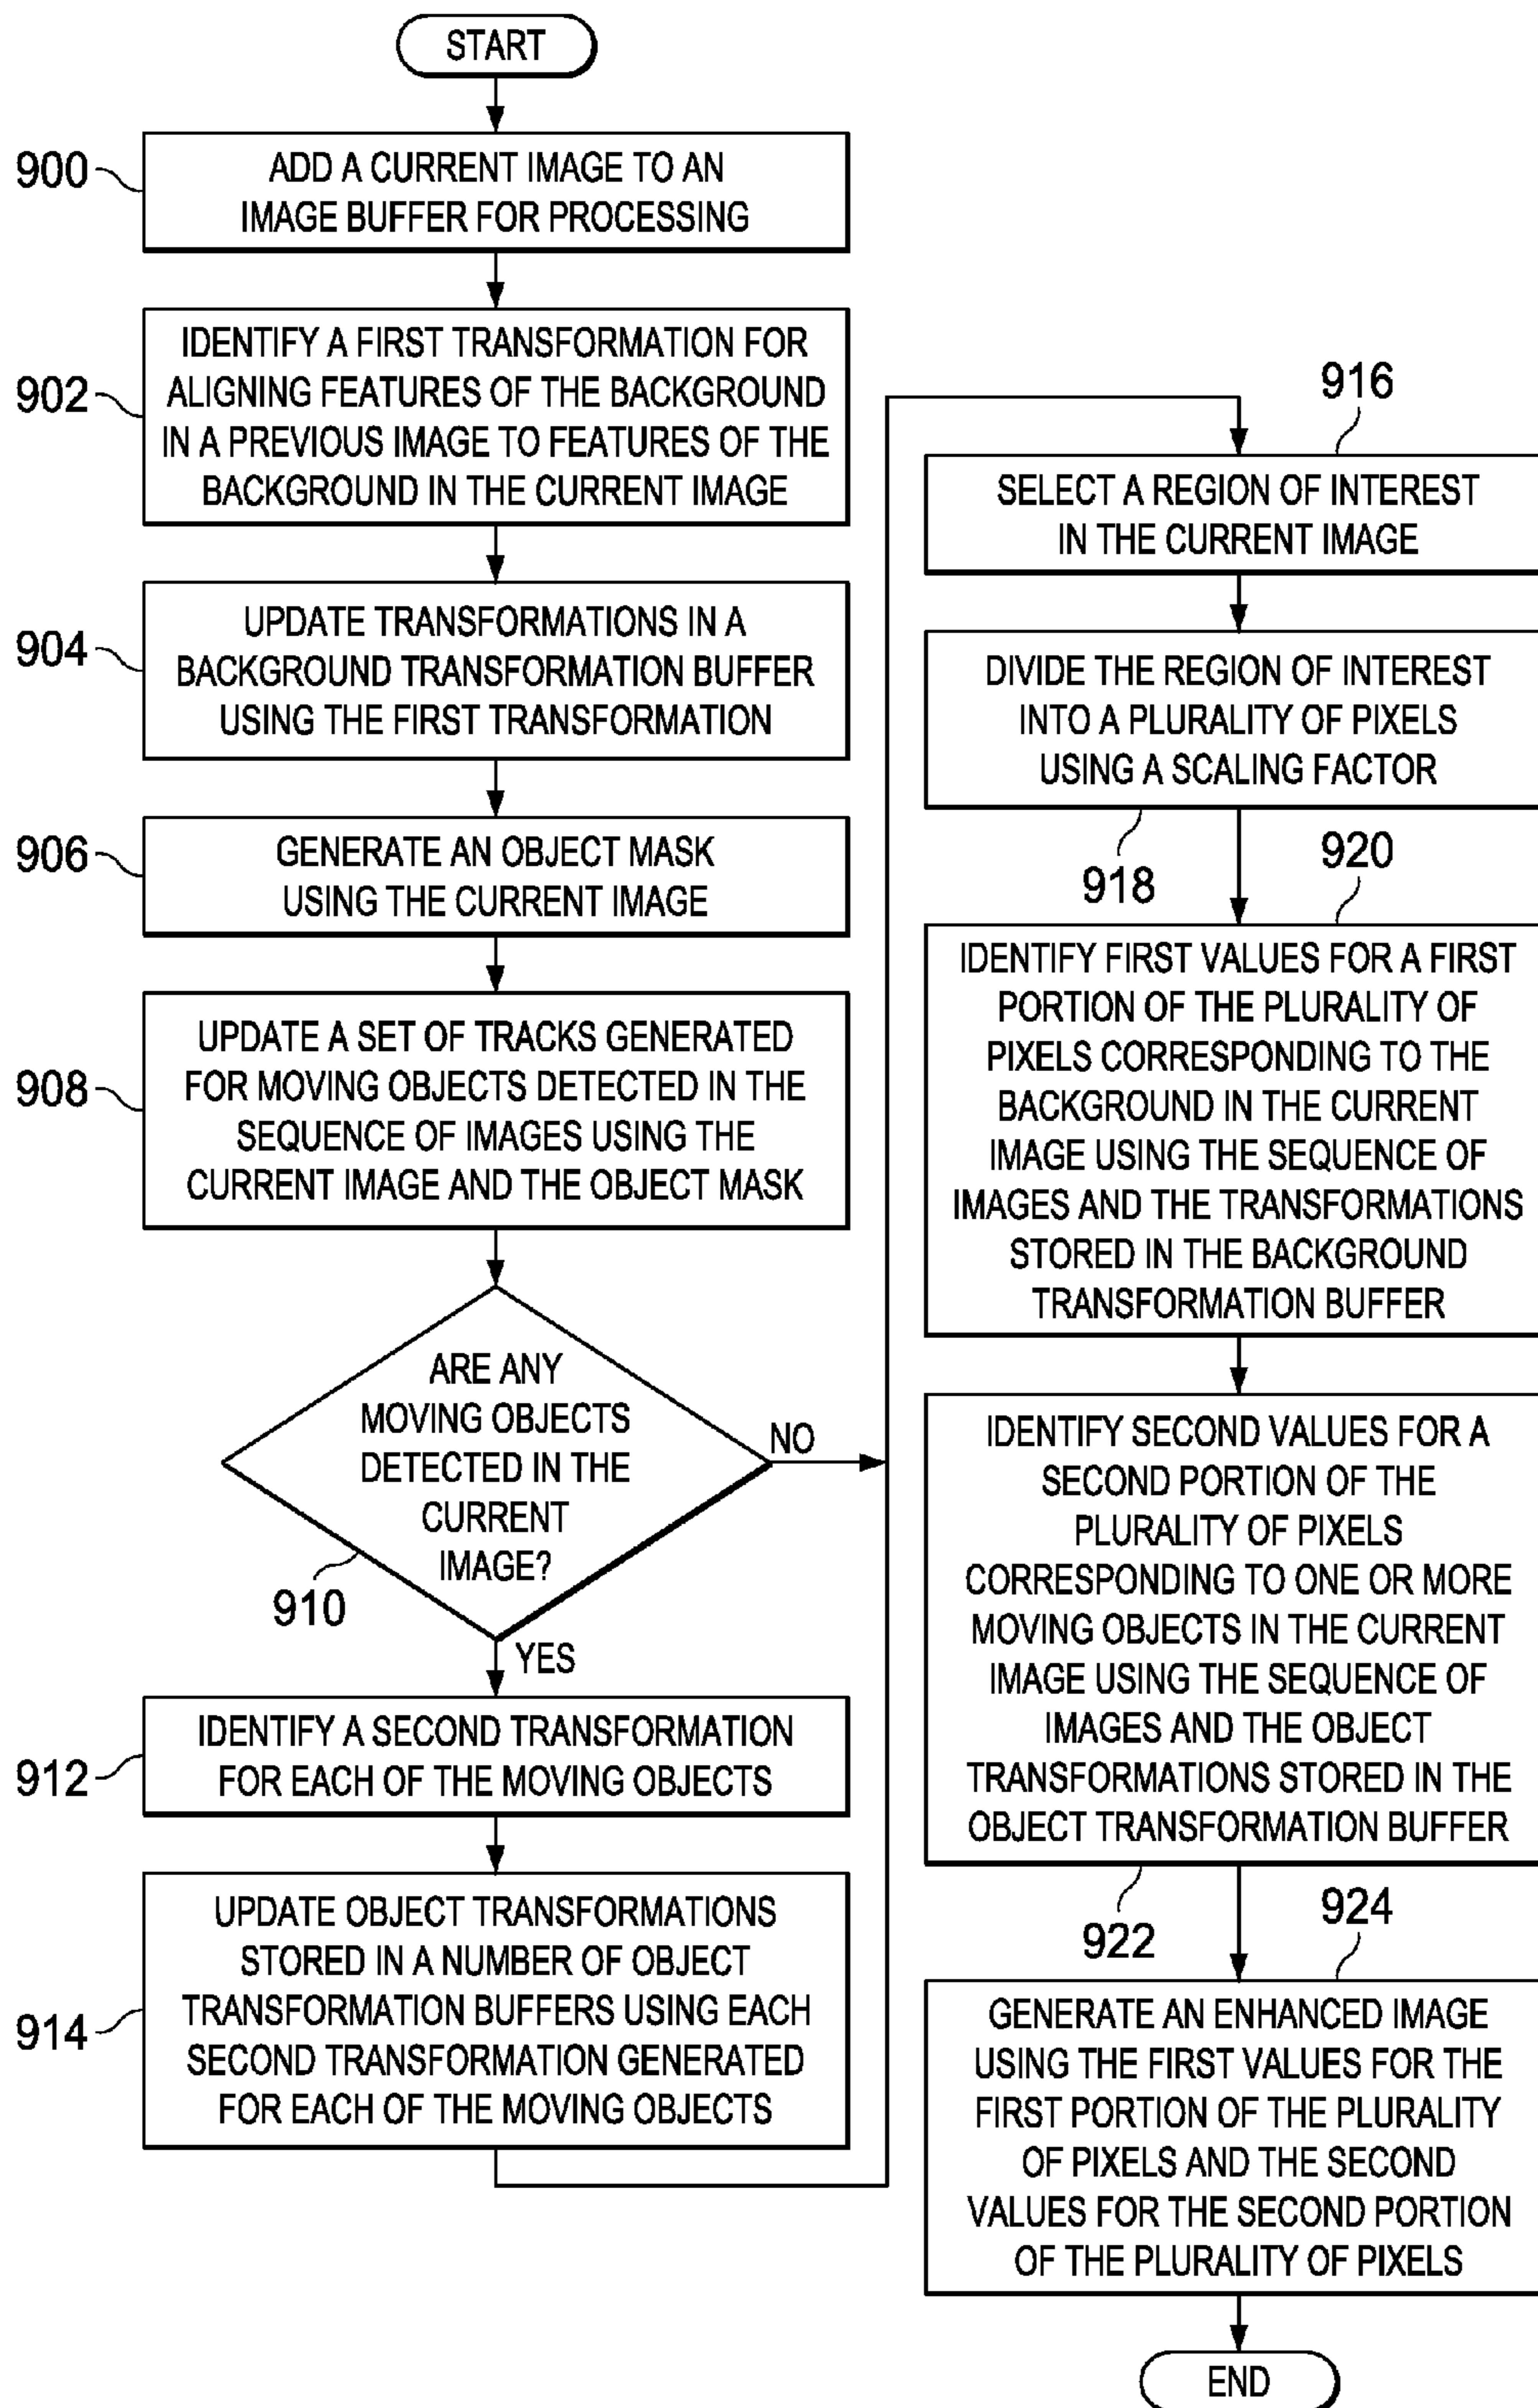 START
900
ADD A CURRENT IMAGE TO AN
IMAGE BUFFER FOR PROCESSING
902
IDENTIFY A FIRST TRANSFORMATION FOR
ALIGNING FEATURES OF THE BACKGROUND
IN A PREVIOUS IMAGE TO FEATURES OF THE
BACKGROUND IN THE CURRENT IMAGE
904
UPDATE TRANSFORMATIONS IN A
BACKGROUND TRANSFORMATION BUFFER
USING THE FIRST TRANSFORMATION
906
GENERATE AN OBJECT MASK
USING THE CURRENT IMAGE
908
UPDATE A SET OF TRACKS GENERATED
FOR MOVING OBJECTS DETECTED IN THE
SEQUENCE OF IMAGES USING THE
CURRENT IMAGE AND THE OBJECT MASK
ARE ANY
MOVING OBJECTS
DETECTED IN THE
CURRENT
IMAGE?
NO
910
YES
912
IDENTIFY A SECOND TRANSFORMATION
FOR EACH OF THE MOVING OBJECTS
914
UPDATE OBJECT TRANSFORMATIONS
STORED IN A NUMBER OF OBJECT
TRANSFORMATION BUFFERS USING EACH
SECOND TRANSFORMATION GENERATED
FOR EACH OF THE MOVING OBJECTS
916
SELECT A REGION OF INTEREST
IN THE CURRENT IMAGE
DIVIDE THE REGION OF INTEREST
INTO A PLURALITY OF PIXELS
USING A SCALING FACTOR
918
920
IDENTIFY FIRST VALUES FOR A FIRST
PORTION OF THE PLURALITY OF
PIXELS CORRESPONDING TO THE
BACKGROUND IN THE CURRENT
IMAGE USING THE SEQUENCE OF
IMAGES AND THE TRANSFORMATIONS
STORED IN THE BACKGROUND
TRANSFORMATION BUFFER
IDENTIFY SECOND VALUES FOR A
SECOND PORTION OF THE
PLURALITY OF PIXELS
CORRESPONDING TO ONE OR MORE
MOVING OBJECTS IN THE CURRENT
IMAGE USING THE SEQUENCE OF
IMAGES AND THE OBJECT
TRANSFORMATIONS STORED IN THE
OBJECT TRANSFORMATION BUFFER
922
924
GENERATE AN ENHANCED IMAGE
USING THE FIRST VALUES FOR THE
FIRST PORTION OF THE PLURALITY
OF PIXELS AND THE SECOND
VALUES FOR THE SECOND PORTION
OF THE PLURALITY OF PIXELS
END